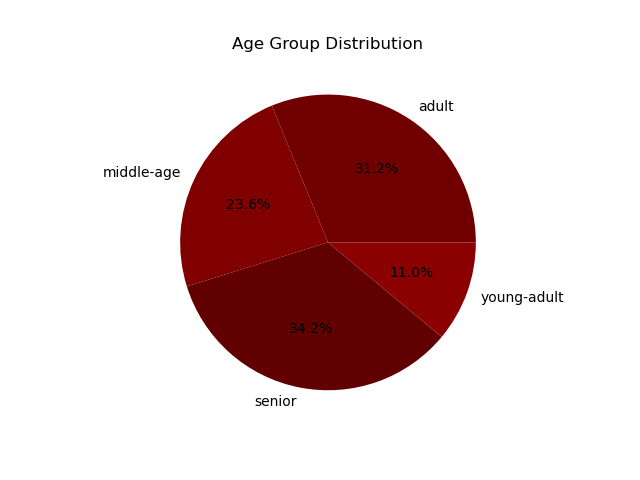 Age Group Distribution
adult
31.2%
middle-age
23.6%
11.0%
young-adult
34.2%
senior